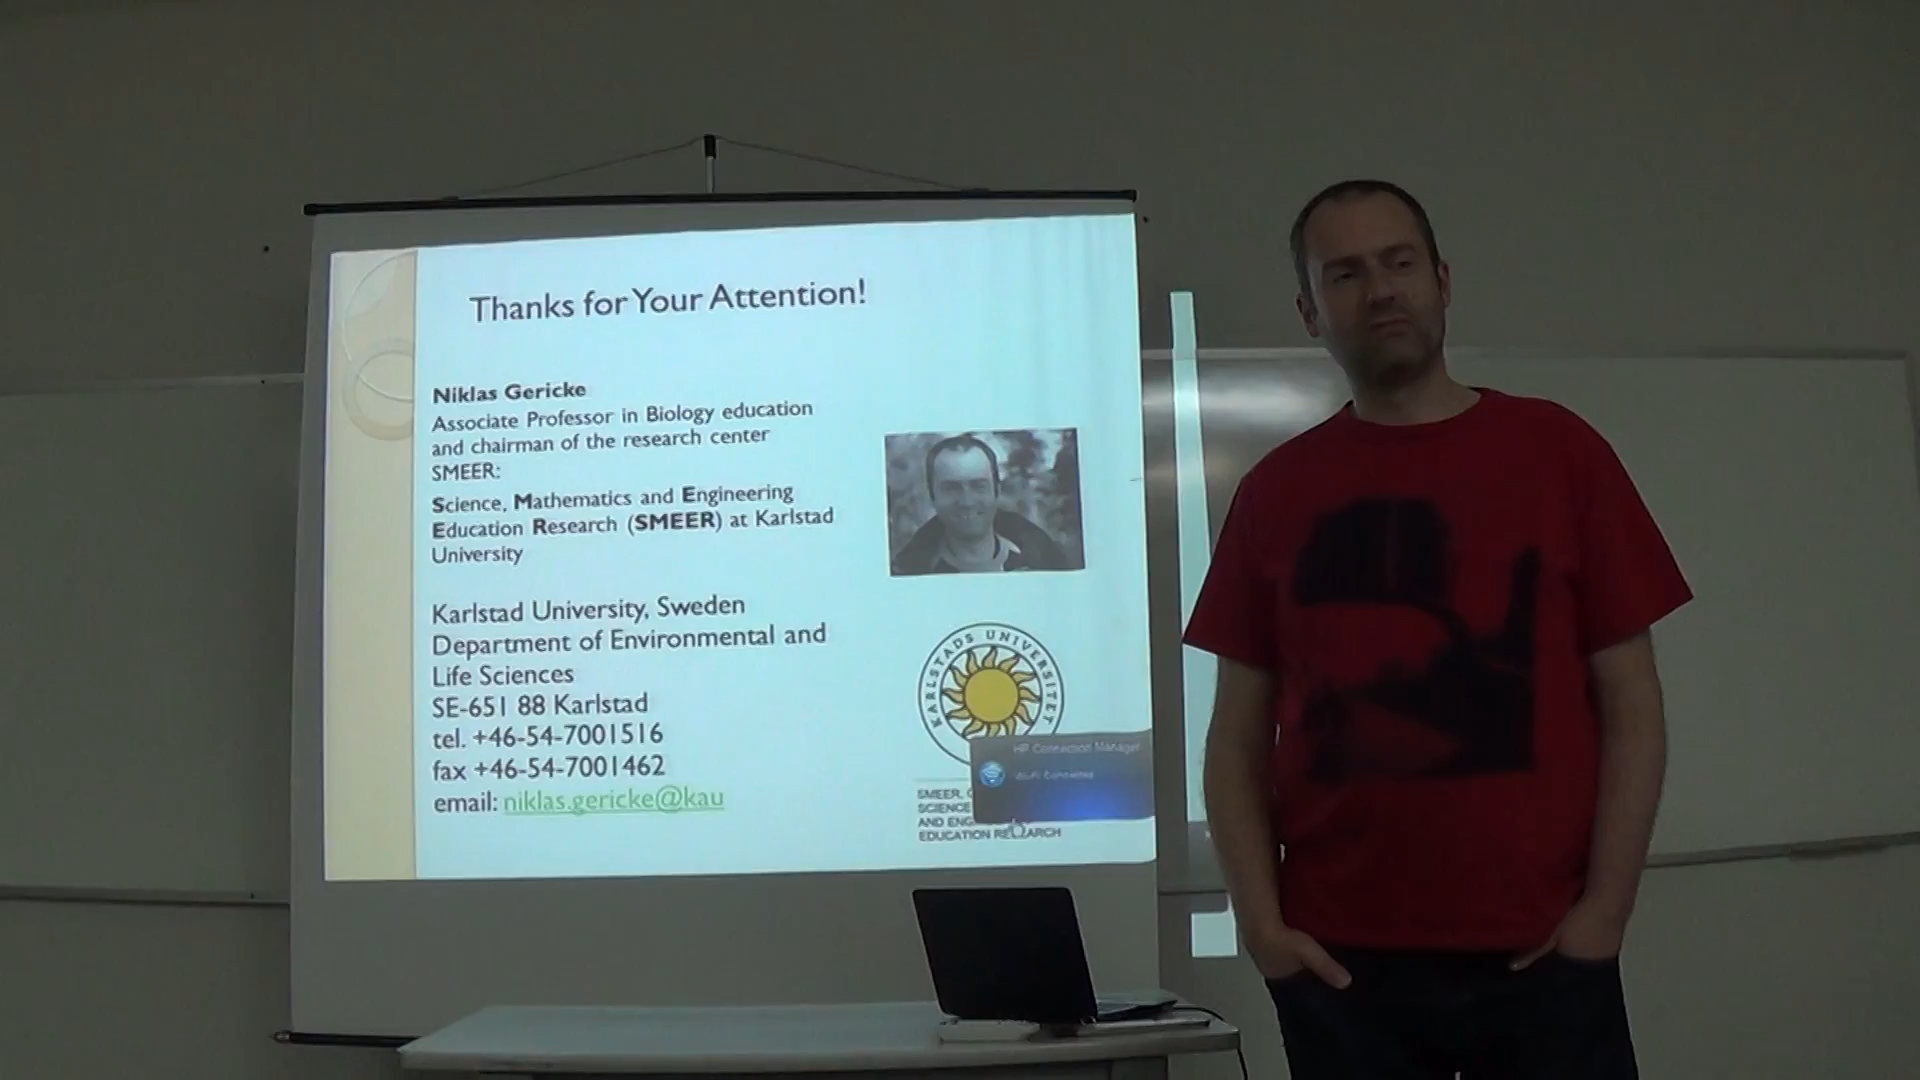 Thanks for Your Attention!
Niklas Gericke
Associate Professor in Biology education
and chairman of the research center
SMEER:
Science, Mathematics and Engineering
Education Research (SMEER) at Karlstad
University
Karlstad University, Sweden
Department of Environmental and
Life Sciences
SE-651 88 Karlstad
tel. +46-54-7001516
fax +46-54-7001462
email: niklas.gericke@kau
KARLSTADS UNIVERSITET
HP Connection Manager
SMEER,
SCIENCE
AND
EDUCATION RESEARCH